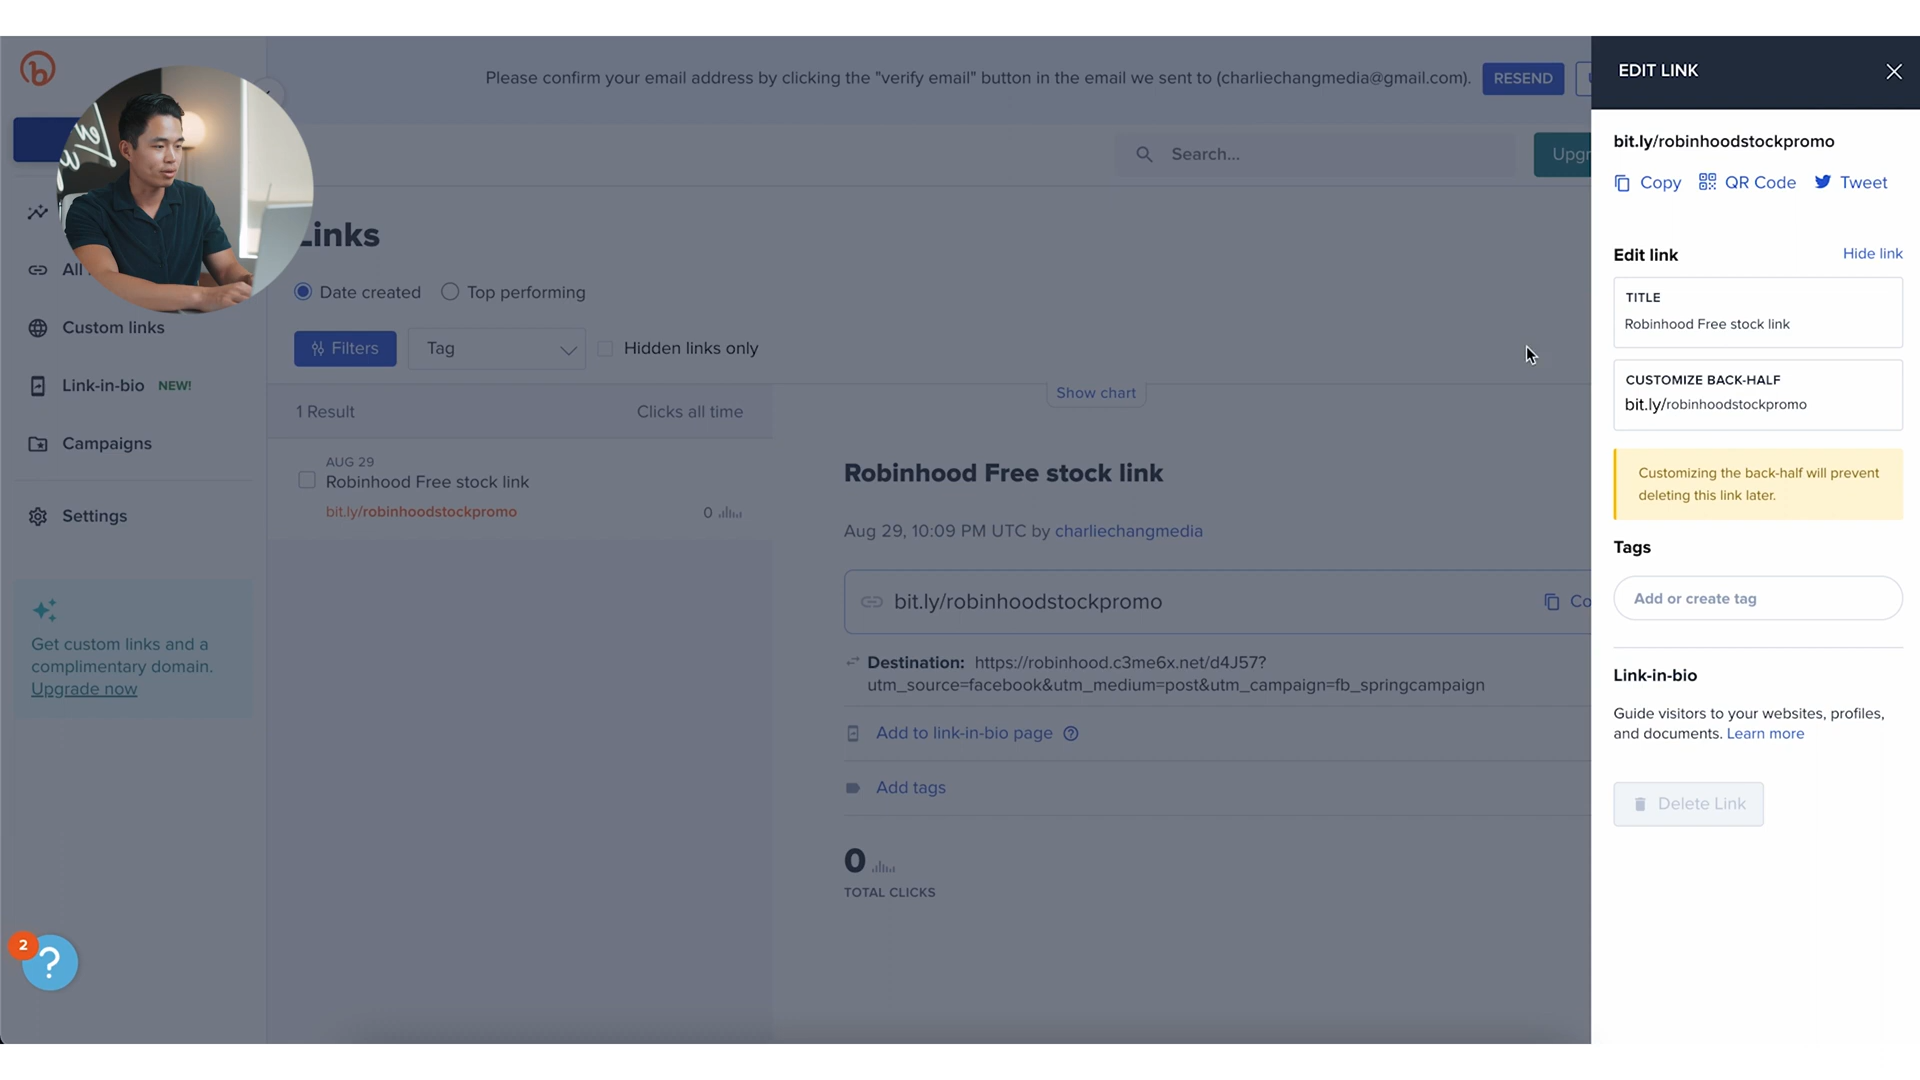 Please confirm your email address by clicking the "verify email" button in the email we sent to (charliechangmedia@gmail.com).
RESEND
Search...
Upgr
Links
Date created
Top performing
Filters
Tag
Hidden links only
All
Custom links
Link-in-bio NEW!
Campaigns
Settings
Get custom links and a
complimentary domain.
Upgrade now
2
?
1 Result
Clicks all time
AUG 29
Robinhood Free stock link
bit.ly/robinhoodstockpromo
0
Show chart
Robinhood Free stock link
Aug 29, 10:09 PM UTC by charliechangmedia
bit.ly/robinhoodstockpromo
Co
Destination: https://robinhood.c3me6x.net/d4J57?
utm_source=facebook&utm_medium=post&utm_campaign=fb_springcampaign
Add to link-in-bio page ?
Add tags
0
TOTAL CLICKS
EDIT LINK
bit.ly/robinhoodstockpromo
Copy
QR Code
Tweet
Edit link
Hide link
TITLE
Robinhood Free stock link
CUSTOMIZE BACK-HALF
bit.ly/robinhoodstockpromo
Customizing the back-half will prevent
deleting this link later.
Tags
Add or create tag
Link-in-bio
Guide visitors to your websites, profiles,
and documents. Learn more
Delete Link